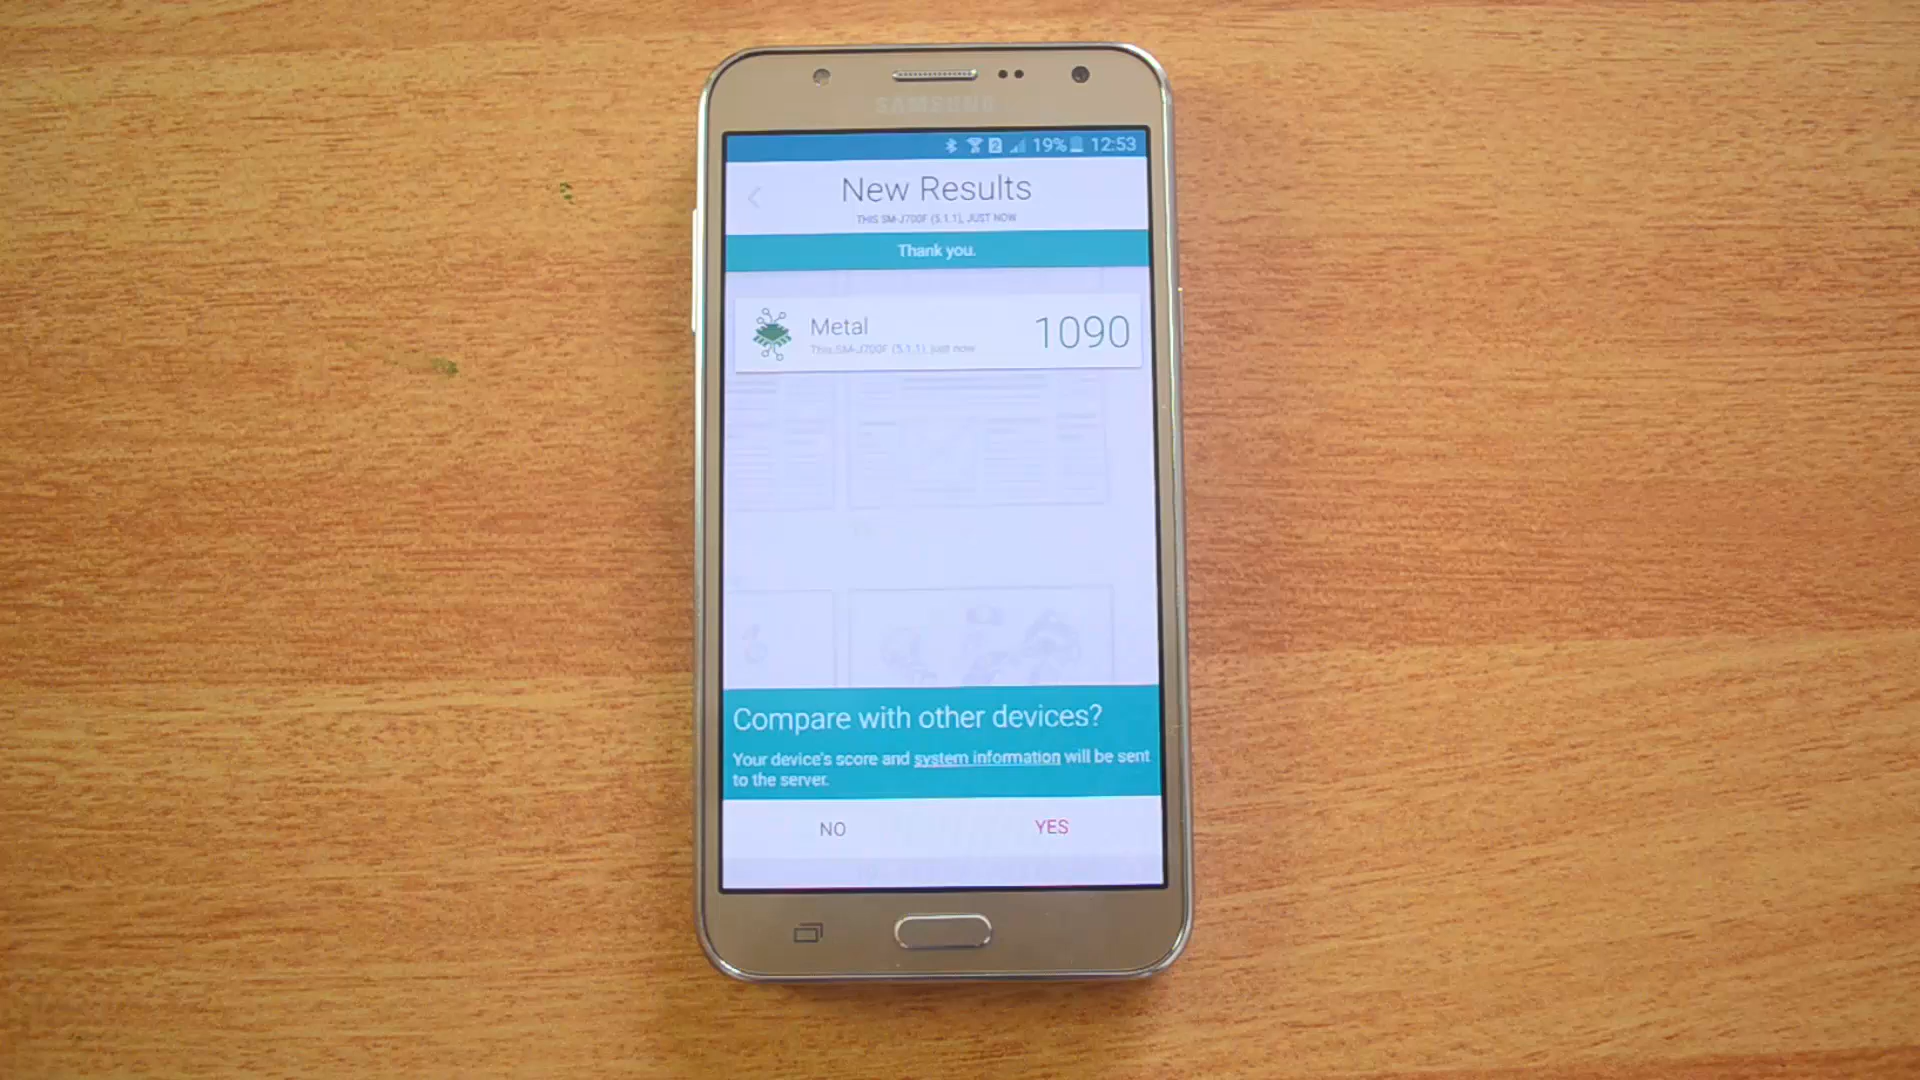 SAMSUNG
2 19% 12:53
New Results
THIS SM-J700F (5.1.1), JUST NOW
Thank you.
Metal
1090
This SM-J700F (5.1.1), just now
Compare with other devices?
Your device's score and system information will be sent
to the server.
NO
YES